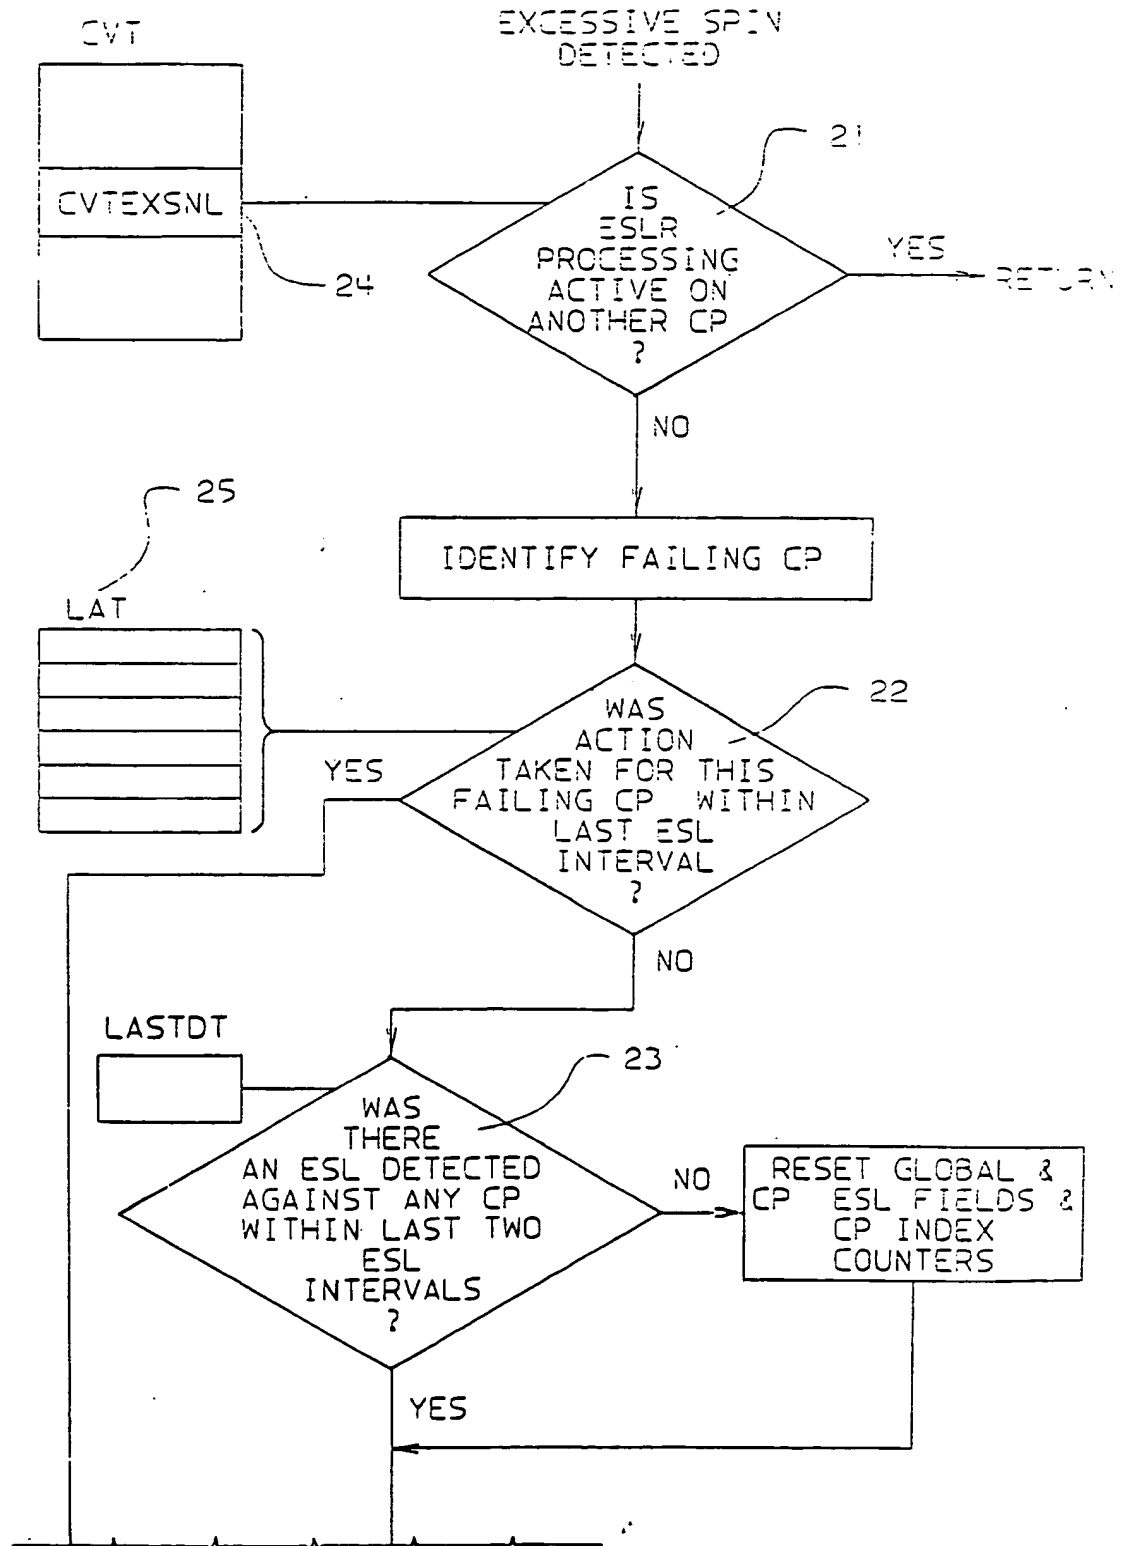 CVT
EXCESSIVE SPIN
DETECTED
21
CVTEXSNL
24
IS
ESLR
PROCESSING
ACTIVE ON
ANOTHER CP
?
YES
RETURN
NO
25
IDENTIFY FAILING CP
LAT
22
WAS
ACTION
TAKEN FOR THIS
FAILING CP WITHIN
LAST ESL
INTERVAL
?
YES
NO
LASTDT
23
WAS
THERE
AN ESL DETECTED
AGAINST ANY CP
WITHIN LAST TWO
ESL
INTERVALS
?
NO
RESET GLOBAL &
CP ESL FIELDS &
CP INDEX
COUNTERS
YES